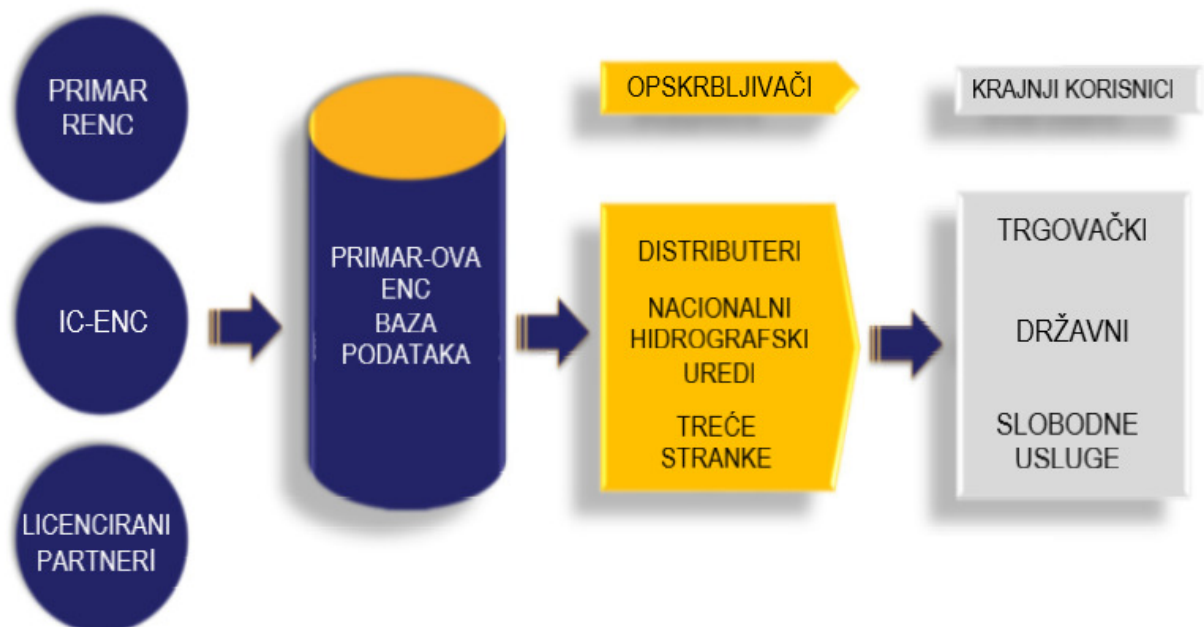 PRIMAR
RENC
IC-ENC
LICENCIRANI
PARTNERI
PRIMAR-OVA
ENC
BAZA
PODATAKA
OPSKRBLJIVAČI
DISTRIBUTERI
NACIONALNI
HIDROGRAFSKI
UREDI
TREĆE
STRANKE
KRAJNJI KORISNICI
TRGOVAČKI
DRŽAVNI
SLOBODNE
USLUGE